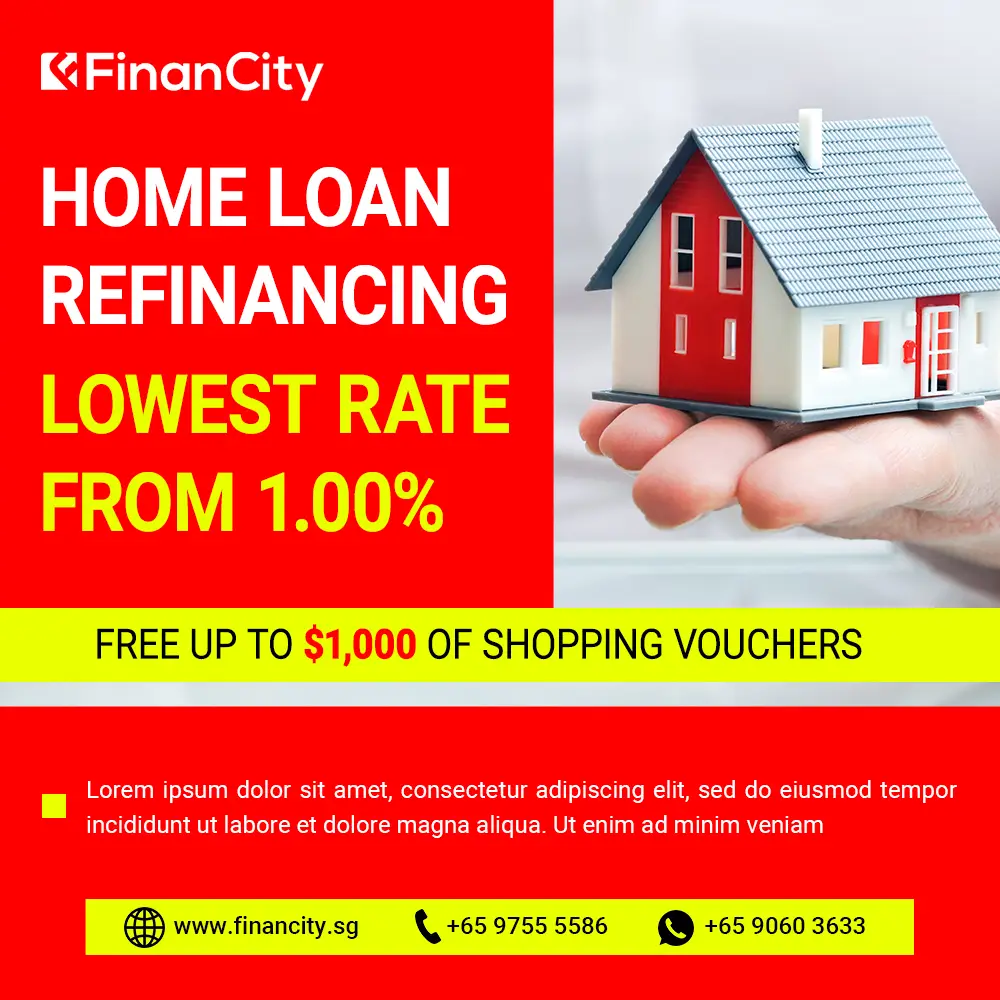 FinanCity
HOME LOAN
REFINANCING
LOWEST RATE
FROM 1.00%
FREE UP TO $1,000 OF SHOPPING VOUCHERS
Lorem ipsum dolor sit amet, consectetur adipiscing elit, sed do eiusmod tempor
incididunt ut labore et dolore magna aliqua. Ut enim ad minim veniam
www.financity.sg +65 9755 5586 +65 9060 3633